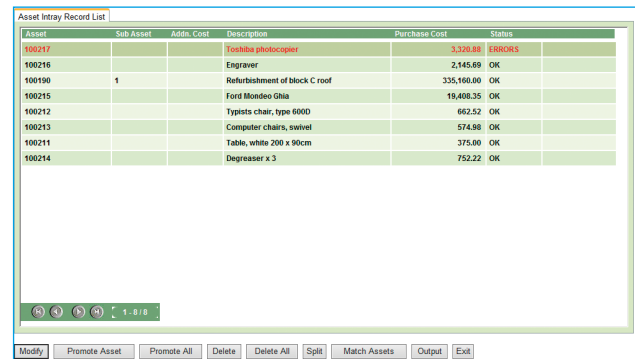 Asset Intray Record List
Asset Sub Asset Addn. Cost Description Purchase Cost Status
100217 Toshiba photocopier 3,320.88 ERRORS
100216 Engraver 2,145.69 OK
100190 1 Refurbishment of block C roof 335,160.00 OK
100215 Ford Mondeo Ghia 19,408.35 OK
100212 Typists chair, type 600D 662.52 OK
100213 Computer chairs, swivel 574.98 OK
100211 Table, white 200 x 90cm 375.00 OK
100214 Degreaser x 3 752.22 OK
1 - 8 / 8
Modify Promote Asset Promote All Delete Delete All Split Match Assets Output Exit